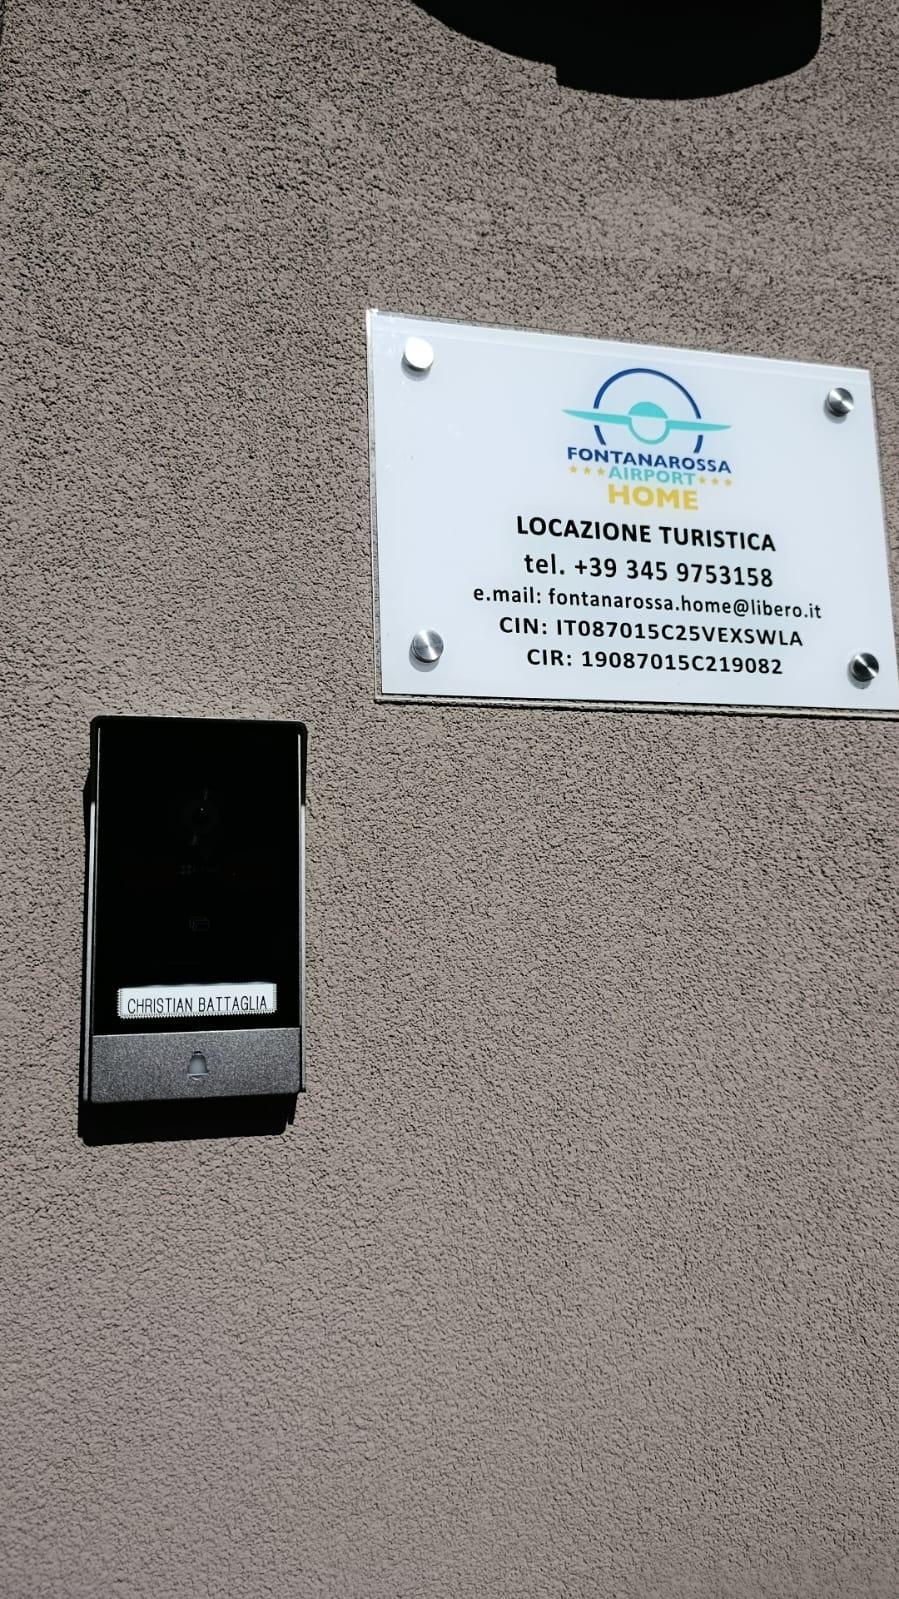 FONTANAROSSA
★★★AIRPORT★★★
HOME
LOCAZIONE TURISTICA
tel. +39 345 9753158
e.mail: fontanarossa.home@libero.it
CIN: IT087015C25VEXSWLA
CIR: 19087015C219082
CHRISTIAN BATTAGLIA